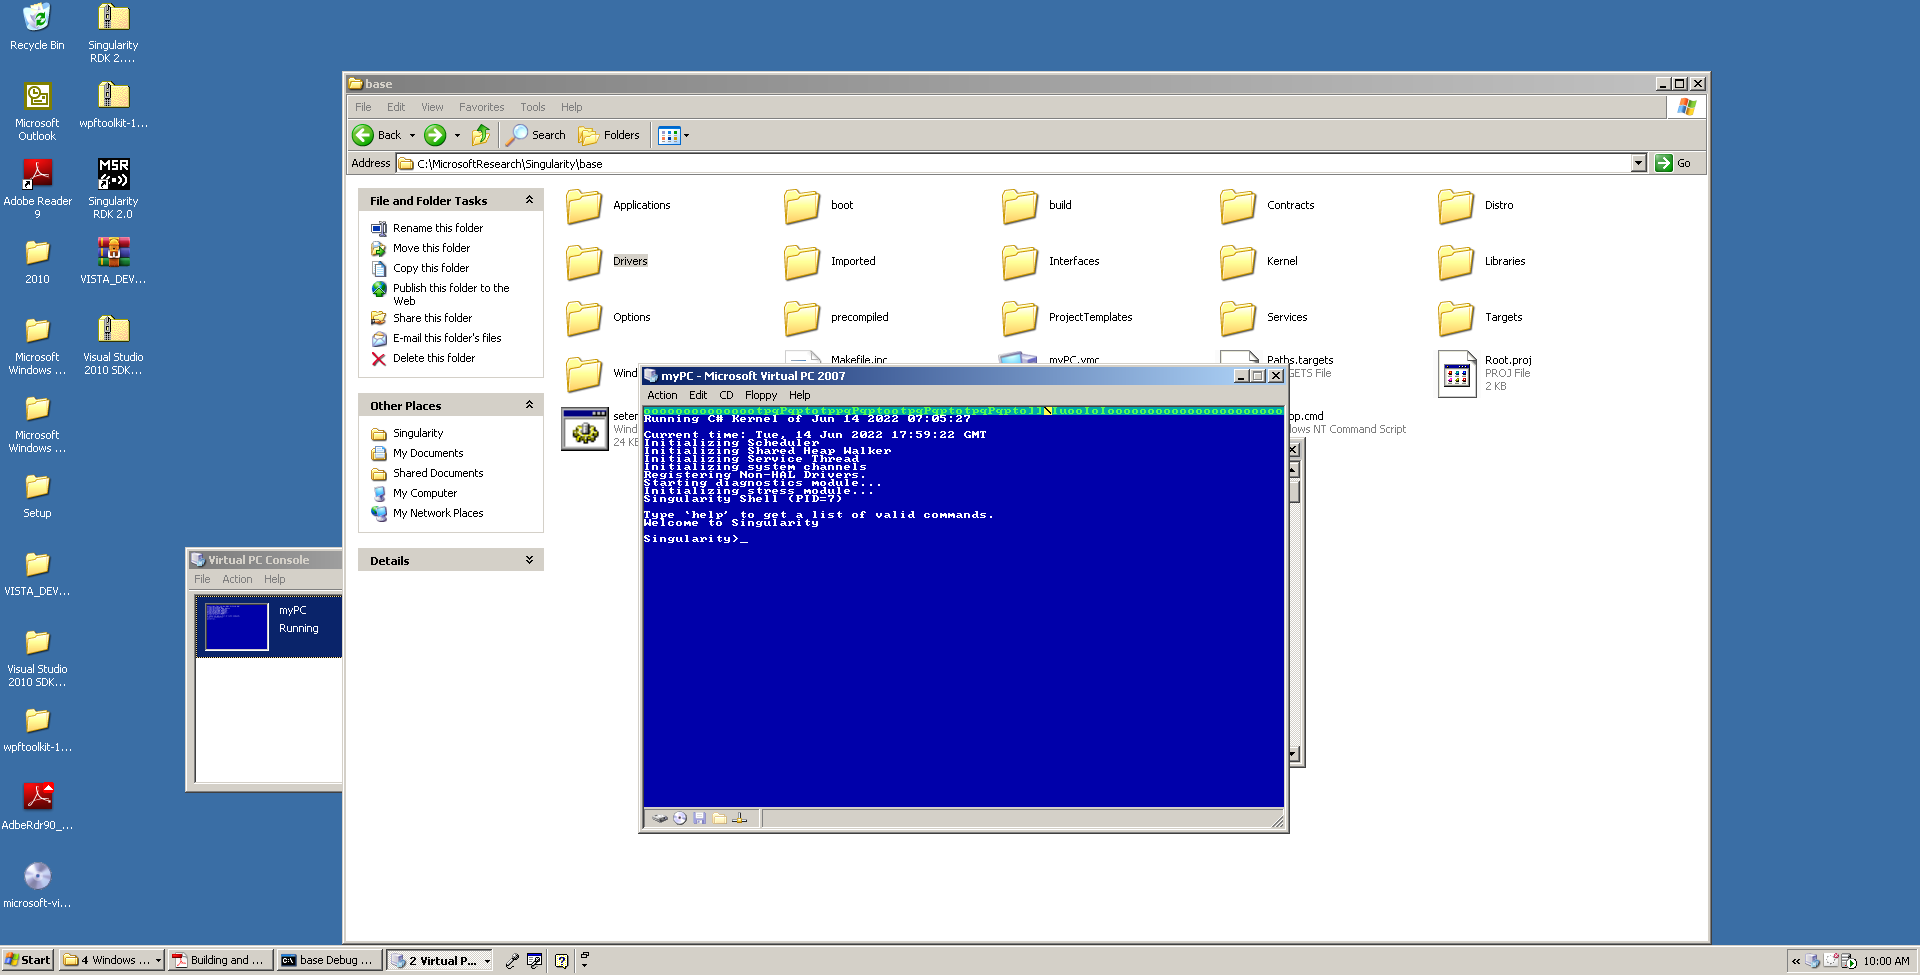 Recycle Bin
Singularity
RDK 2....
Microsoft
Outlook
wpftoolkit-1...
Adobe Reader
9
MSR
Singularity
RDK 2.0
2010
VISTA_DEV...
Microsoft
Windows ...
Visual Studio
2010 SDK...
Microsoft
Windows ...
Setup
VISTA_DEV...
Visual Studio
2010 SDK...
wpftoolkit-1...
AdbeRdr90_...
microsoft-vi...
base
File Edit View Favorites Tools Help
Back Search Folders
Address C:\MicrosoftResearch\Singularity\base Go
File and Folder Tasks
Rename this folder
Move this folder
Copy this folder
Publish this folder to the
Web
Share this folder
E-mail this folder's files
Delete this folder
Other Places
Singularity
My Documents
Shared Documents
My Computer
My Network Places
Details
Applications boot build Contracts Distro
Drivers Imported Interfaces Kernel Libraries
Options precompiled ProjectTemplates Services Targets
Wind
Makefile.inc
myPC.vmc
Paths.targets
GETS File
Root.proj
PROJ File
2 KB
seter
Wind
24 KE
op.cmd
lows NT Command Script
Virtual PC Console
File Action Help
myPC
Running
myPC - Microsoft Virtual PC 2007
Action Edit CD Floppy Help
Running C# Kernel of Jun 14 2022 07:05:27
Current time: Tue, 14 Jun 2022 17:59:22 GMT
Initializing Scheduler
Initializing Shared Heap Walker
Initializing Service Thread
Initializing system channels
Registering Non-HAL Drivers.
Starting diagnostics module...
Initializing stress module...
Singularity Shell (PID=7)
Type 'help' to get a list of valid commands.
Welcome to Singularity
Singularity>_
Start 4 Windows ... Building and ... base Debug ... 2 Virtual P... 10:00 AM